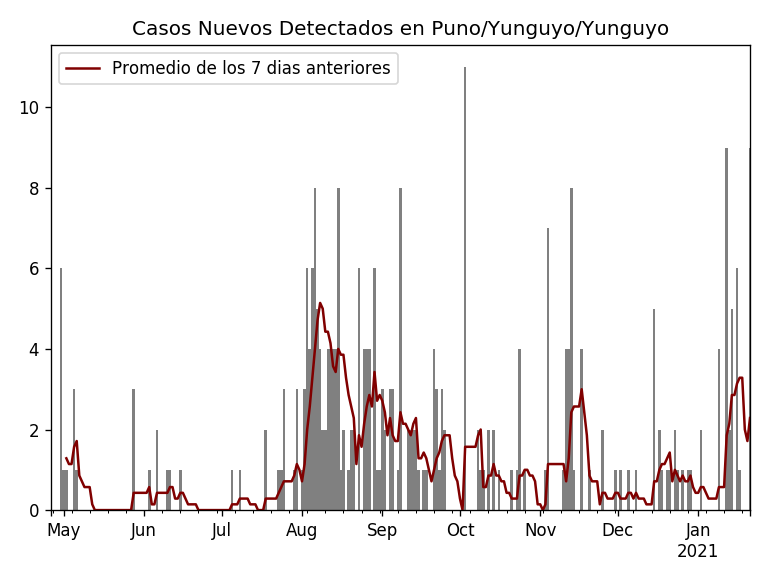 Casos Nuevos Detectados en Puno/Yunguyo/Yunguyo
Promedio de los 7 dias anteriores
10
8
6
4
2
0
May Jun Jul Aug Sep Oct Nov Dec Jan
2021